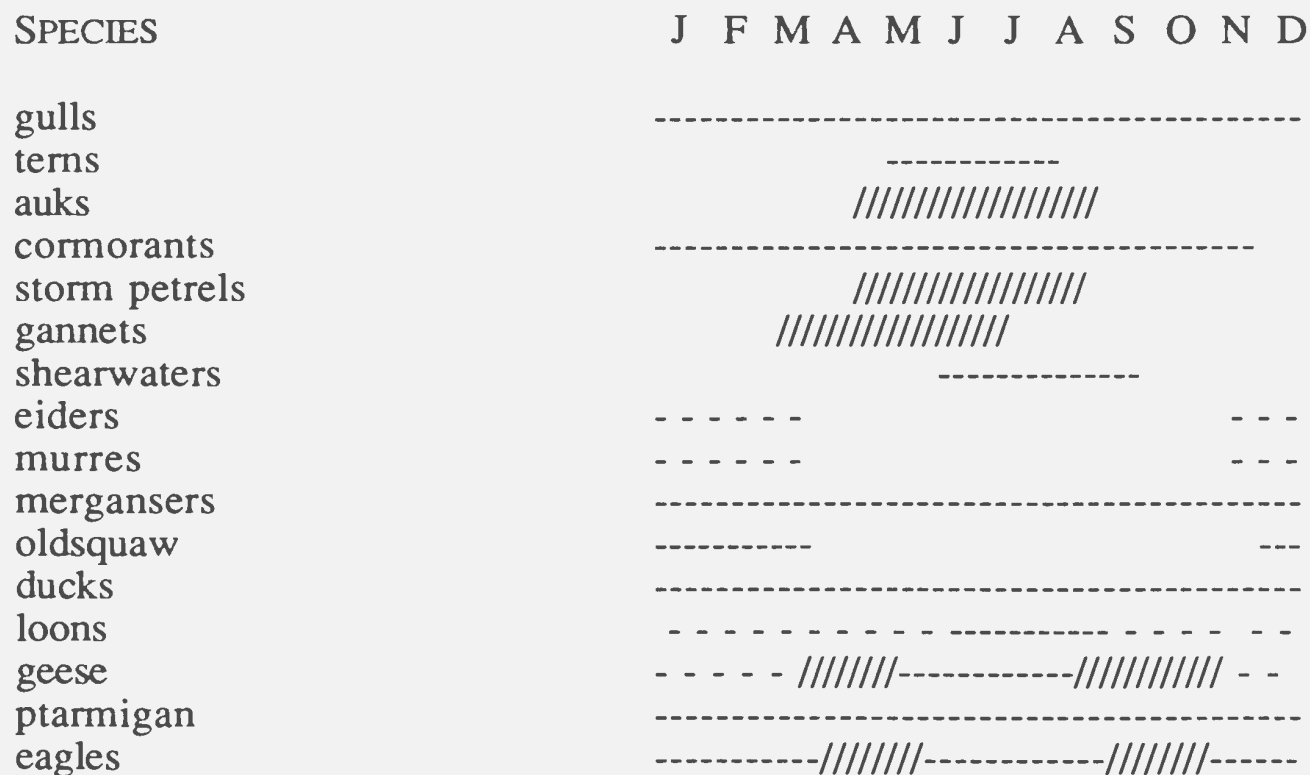 SPECIES J F M A M J J A S O N D
gulls ------------------------------------
terns -----------
auks ////////////////////
cormorants ----------------------------------
storm petrels ///////////////////
gannets ///////////////////
shearwaters -------------
eiders - - - - - - - - -
murres - - - - - - - - -
mergansers ------------------------------------
oldsquaw --------- ---
ducks ------------------------------------
loons - - - - - - - - - - --------- - - - - - -
geese - - - - - ////////-----------//////////// - -
ptarmigan ------------------------------------
eagles ----------/////////-----------/////////-----